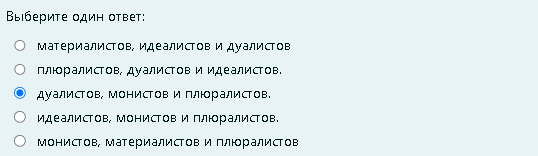 Выберите один ответ:
материалистов, идеалистов и дуалистов
плюралистов, дуалистов и идеалистов.
дуалистов, монистов и плюралистов.
идеалистов, монистов и плюралистов.
монистов, материалистов и плюралистов